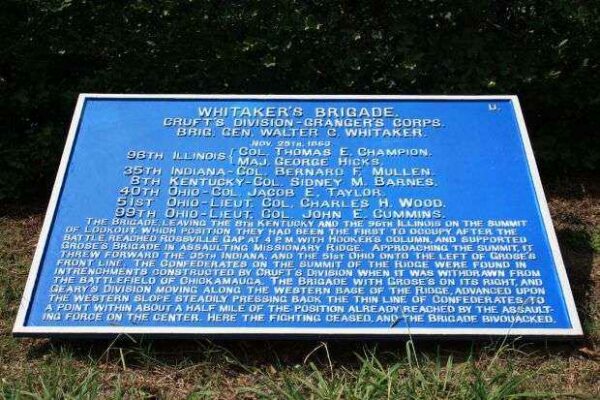 U.
WHITAKER'S BRIGADE.
CRUFT'S DIVISION-GRANGER'S CORPS.
BRIG. GEN. WALTER C. WHITAKER.
NOV. 25TH, 1863
96TH ILLINOIS { COL. THOMAS E. CHAMPION.
MAJ. GEORGE HICKS.
35TH INDIANA-COL. BERNARD F. MULLEN.
8TH KENTUCKY-COL. SIDNEY M. BARNES.
40TH OHIO-COL. JACOB E. TAYLOR.
51ST OHIO-LIEUT. COL. CHARLES H. WOOD.
99TH OHIO-LIEUT. COL. JOHN E. CUMMINS.
THE BRIGADE LEAVING THE 8TH KENTUCKY AND THE 96TH ILLINOIS ON THE SUMMIT
OF LOOKOUT, WHICH POSITION THEY HAD BEEN THE FIRST TO OCCUPY AFTER THE
BATTLE, REACHED ROSSVILLE GAP AT 4 P.M. WITH HOOKER'S COLUMN, AND SUPPORTED
GROSE'S BRIGADE IN ASSAULTING MISSIONARY RIDGE. APPROACHING THE SUMMIT, IT
THREW FORWARD THE 35TH INDIANA, AND THE 51ST OHIO ONTO THE LEFT OF GROSE'S
FRONT LINE. THE CONFEDERATES ON THE SUMMIT OF THE RIDGE WERE FOUND IN
INTRENCHMENTS CONSTRUCTED BY CRUFT'S DIVISION WHEN IT WAS WITHDRAWN FROM
THE BATTLEFIELD OF CHICKAMAUGA. THE BRIGADE WITH GROSE'S ON ITS RIGHT, AND
GEARY'S DIVISION MOVING ALONG THE WESTERN BASE OF THE RIDGE, ADVANCED UPON
THE WESTERN SLOPE STEADILY PRESSING BACK THE THIN LINE OF CONFEDERATES, TO
A POINT WITHIN ABOUT A HALF MILE OF THE POSITION ALREADY REACHED BY THE ASSAULT-
ING FORCE ON THE CENTER. HERE THE FIGHTING CEASED, AND THE BRIGADE BIVOUACKED.